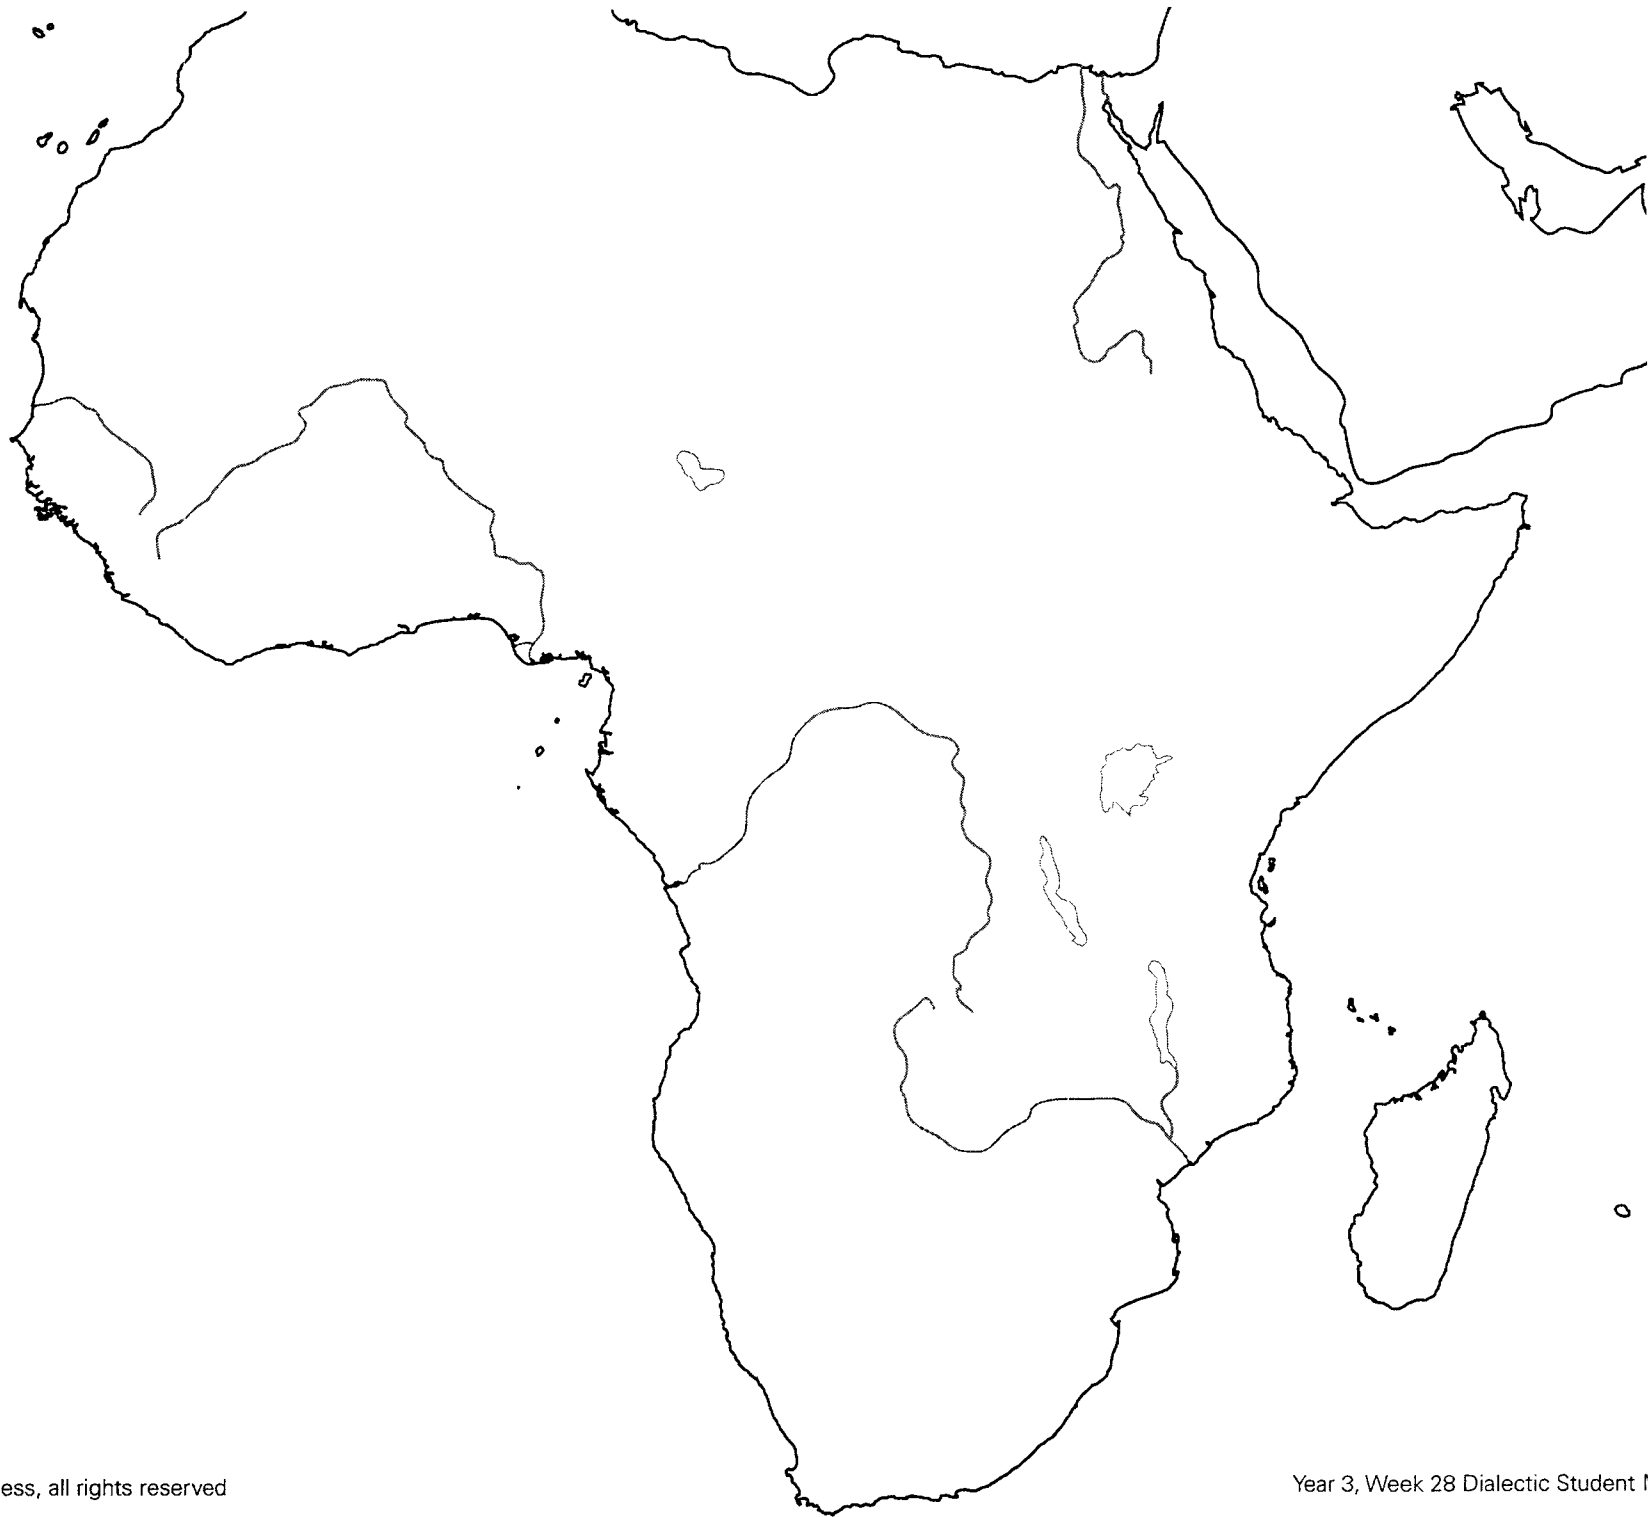 ess, all rights reserved
Year 3, Week 28 Dialectic Student